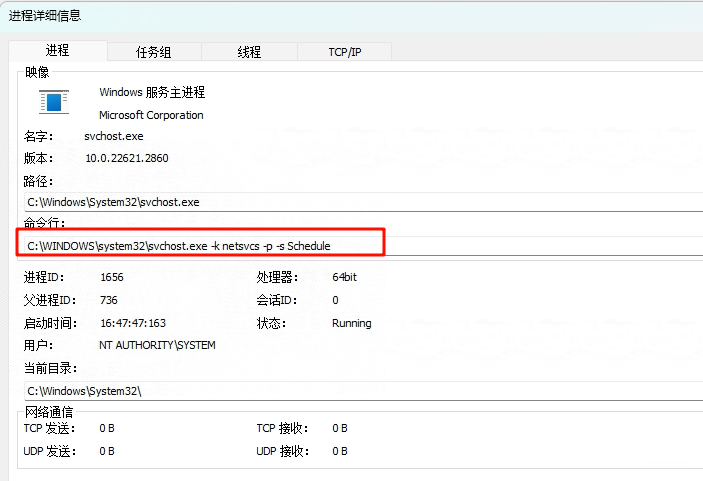 进程详细信息
进程 任务组 线程 TCP/IP
映像
Windows 服务主进程
Microsoft Corporation
名字: svchost.exe
版本: 10.0.22621.2860
路径:
C:\Windows\System32\svchost.exe
命令行:
C:\WINDOWS\system32\svchost.exe -k netsvcs -p -s Schedule
进程ID: 1656 处理器: 64bit
父进程ID: 736 会话ID: 0
启动时间: 16:47:47:163 状态: Running
用户: NT AUTHORITY\SYSTEM
当前目录:
C:\Windows\System32\
网络通信
TCP 发送: 0 B TCP 接收: 0 B
UDP 发送: 0 B UDP 接收: 0 B